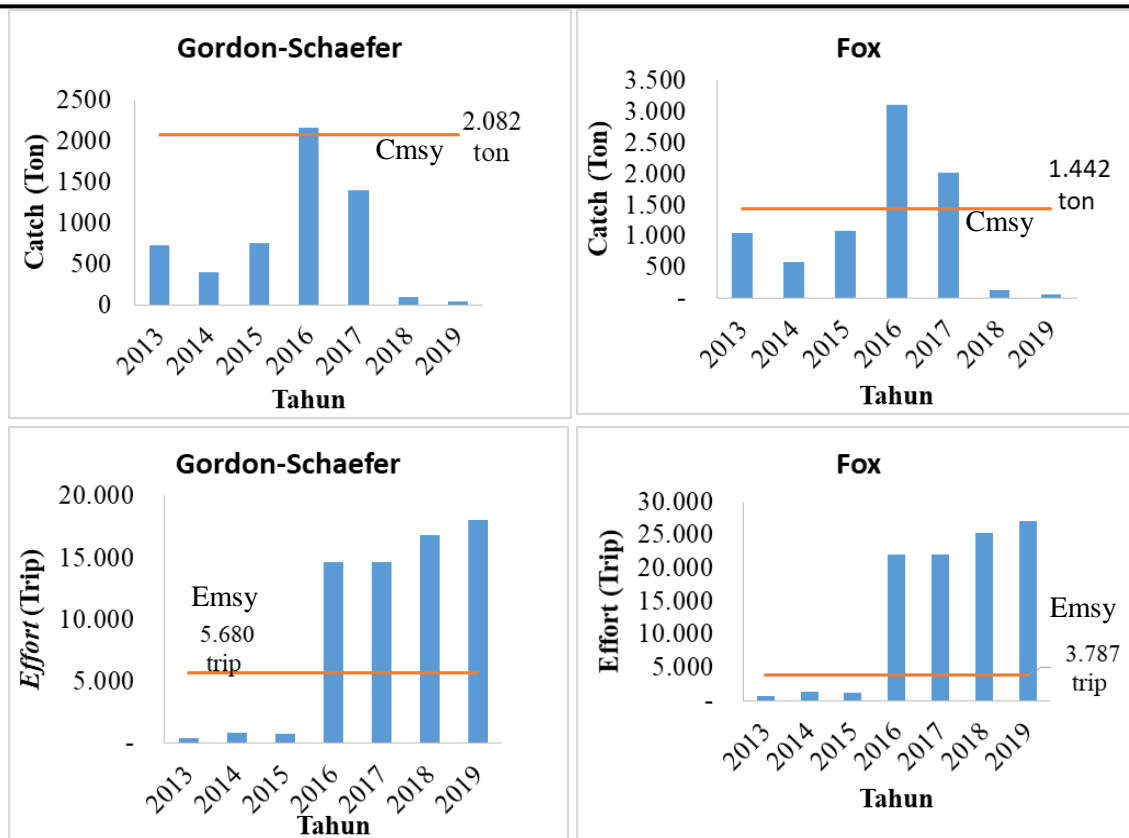 Gordon-Schaefer
2500
2000
1500
1000
500
0
Catch (Ton)
2.082
ton
Cmsy
2013 2014 2015 2016 2017 2018 2019
Tahun
Fox
3.500
3.000
2.500
2.000
1.500
1.000
500
-
Catch (Ton)
1.442
ton
Cmsy
2013 2014 2015 2016 2017 2018 2019
Tahun
Gordon-Schaefer
20.000
15.000
10.000
5.000
-
Effort (Trip)
Emsy
5.680
trip
2013 2014 2015 2016 2017 2018 2019
Tahun
Fox
30.000
25.000
20.000
15.000
10.000
5.000
-
Effort (Trip)
Emsy
3.787
trip
2013 2014 2015 2016 2017 2018 2019
Tahun